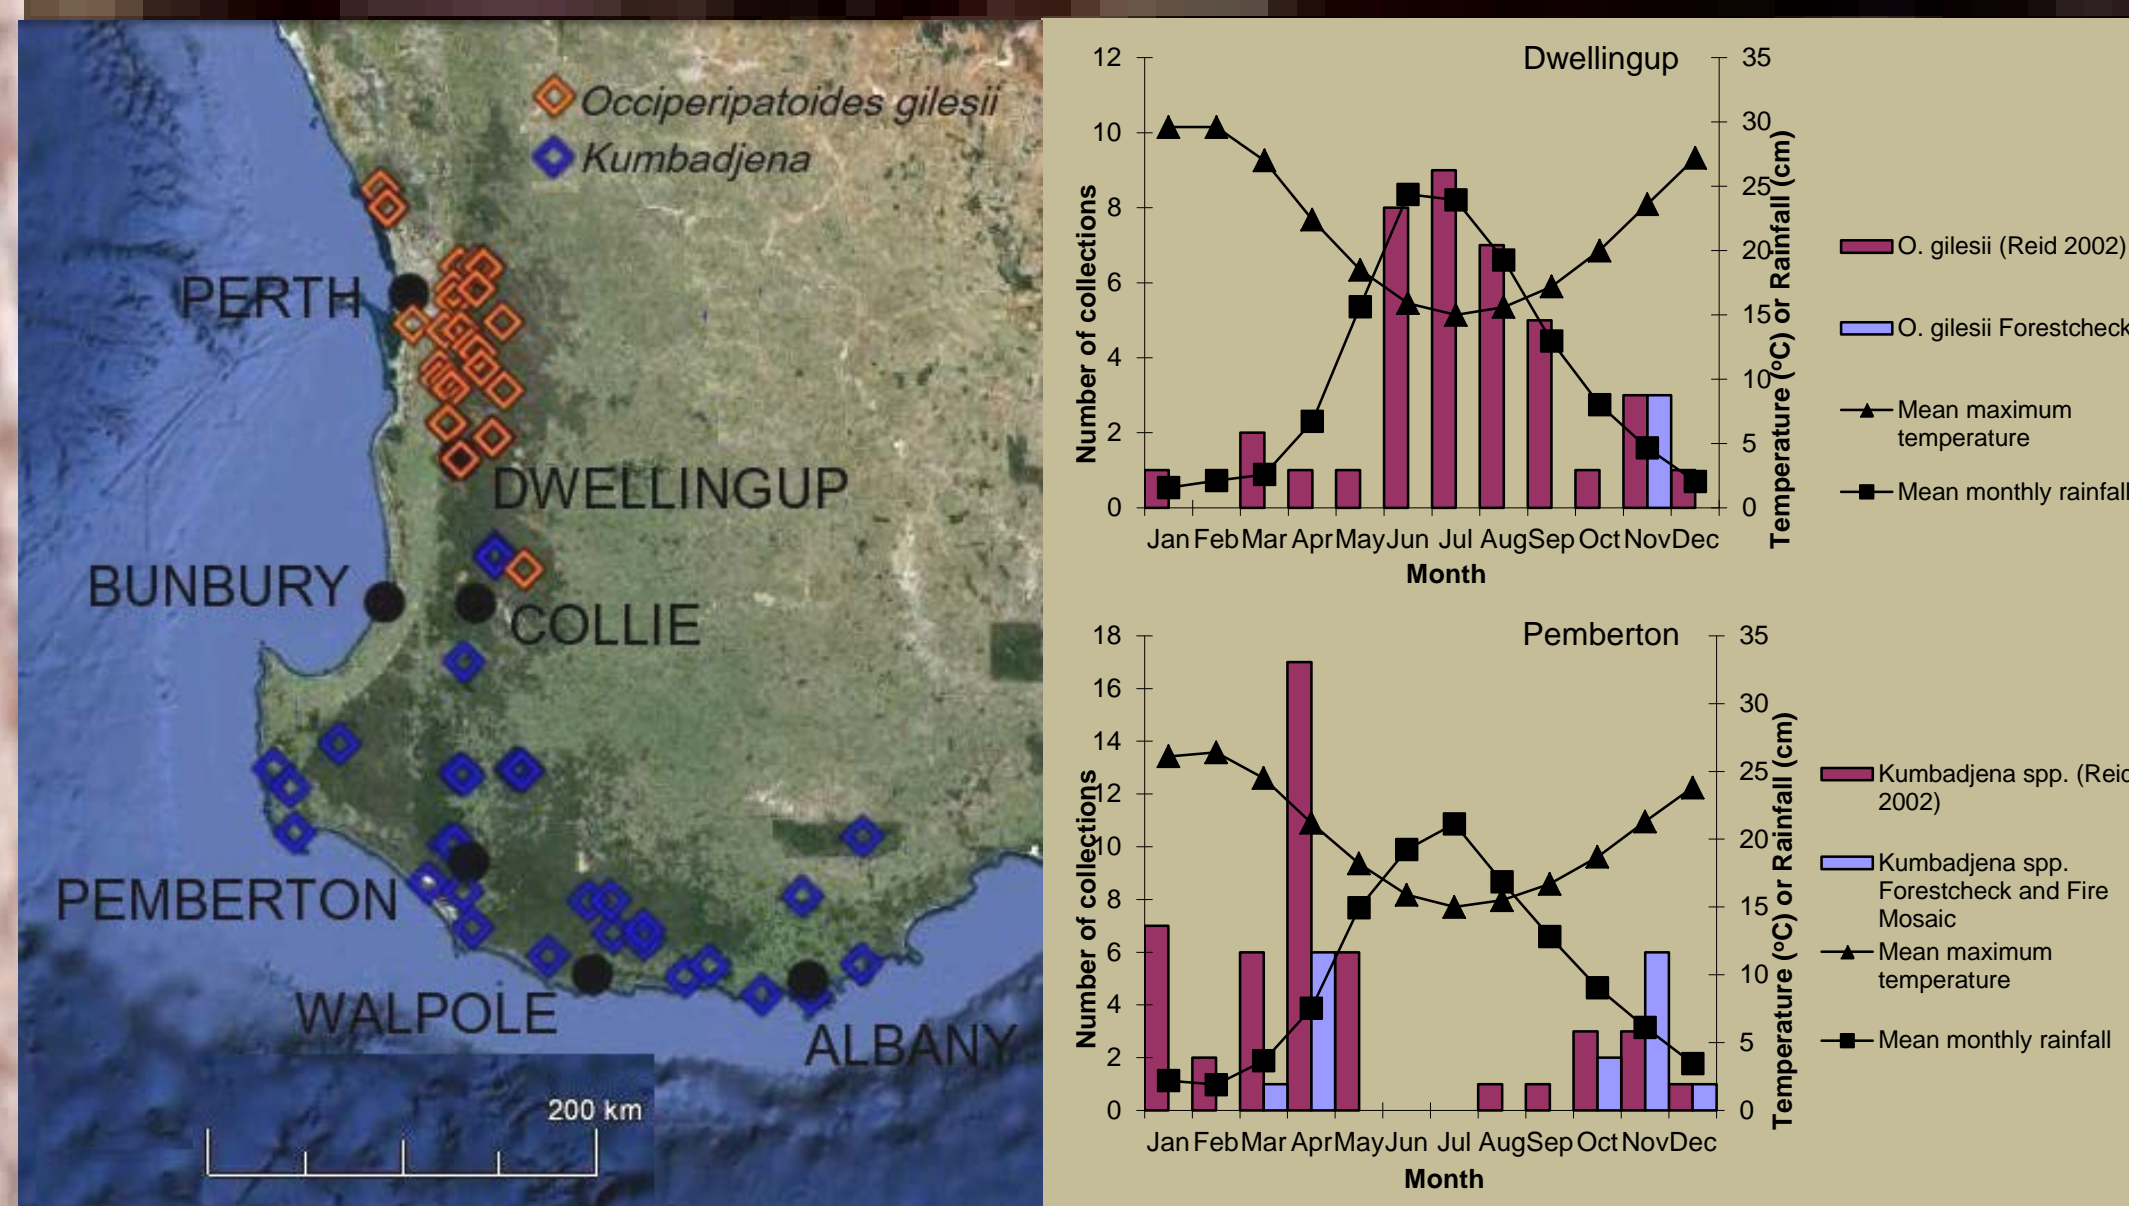 Occiperipatoides gilesii
Kumbadjena
PERTH
DWELLINGUP
BUNBURY
COLLIE
PEMBERTON
WALPOLE
ALBANY
200 km
Dwellingup
12
10
8
6
4
2
0
35
30
25
20
15
10
5
0
Number of collections
Temperature (ºC) or Rainfall (cm)
Jan Feb Mar Apr May Jun Jul Aug Sep Oct Nov Dec
Month
O. gilesii (Reid 2002)
O. gilesii Forestcheck
Mean maximum
temperature
Mean monthly rainfall
Pemberton
18
16
14
12
10
8
6
4
2
0
35
30
25
20
15
10
5
0
Number of collections
Temperature (ºC) or Rainfall (cm)
Jan Feb Mar Apr May Jun Jul Aug Sep Oct Nov Dec
Month
Kumbadjena spp. (Reid
2002)
Kumbadjena spp.
Forestcheck and Fire
Mosaic
Mean maximum
temperature
Mean monthly rainfall